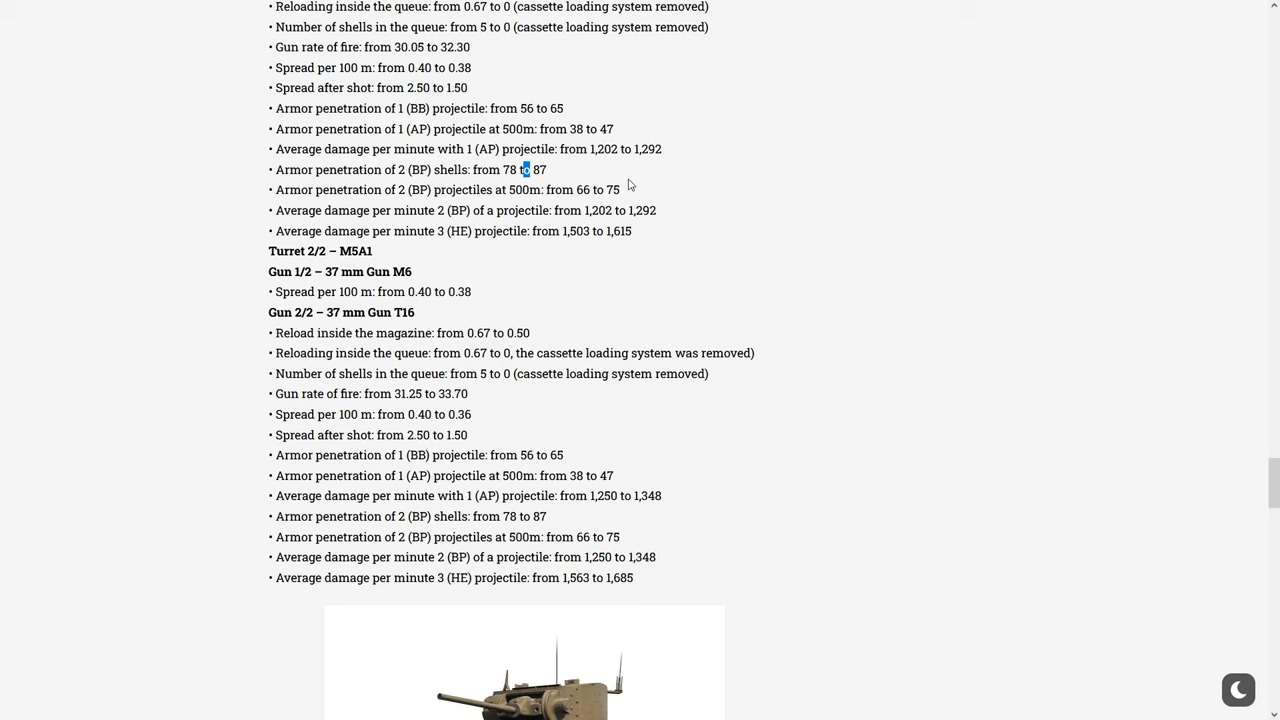 • Reloading inside the queue: from 0.67 to 0 (cassette loading system removed)
• Number of shells in the queue: from 5 to 0 (cassette loading system removed)
• Gun rate of fire: from 30.05 to 32.30
• Spread per 100 m: from 0.40 to 0.38
• Spread after shot: from 2.50 to 1.50
• Armor penetration of 1 (BB) projectile: from 56 to 65
• Armor penetration of 1 (AP) projectile at 500m: from 38 to 47
• Average damage per minute with 1 (AP) projectile: from 1,202 to 1,292
• Armor penetration of 2 (BP) shells: from 78 to 87
• Armor penetration of 2 (BP) projectiles at 500m: from 66 to 75
• Average damage per minute 2 (BP) of a projectile: from 1,202 to 1,292
• Average damage per minute 3 (HE) projectile: from 1,503 to 1,615
Turret 2/2 – M5A1
Gun 1/2 – 37 mm Gun M6
• Spread per 100 m: from 0.40 to 0.38
Gun 2/2 – 37 mm Gun T16
• Reload inside the magazine: from 0.67 to 0.50
• Reloading inside the queue: from 0.67 to 0, the cassette loading system was removed)
• Number of shells in the queue: from 5 to 0 (cassette loading system removed)
• Gun rate of fire: from 31.25 to 33.70
• Spread per 100 m: from 0.40 to 0.36
• Spread after shot: from 2.50 to 1.50
• Armor penetration of 1 (BB) projectile: from 56 to 65
• Armor penetration of 1 (AP) projectile at 500m: from 38 to 47
• Average damage per minute with 1 (AP) projectile: from 1,250 to 1,348
• Armor penetration of 2 (BP) shells: from 78 to 87
• Armor penetration of 2 (BP) projectiles at 500m: from 66 to 75
• Average damage per minute 2 (BP) of a projectile: from 1,250 to 1,348
• Average damage per minute 3 (HE) projectile: from 1,563 to 1,685